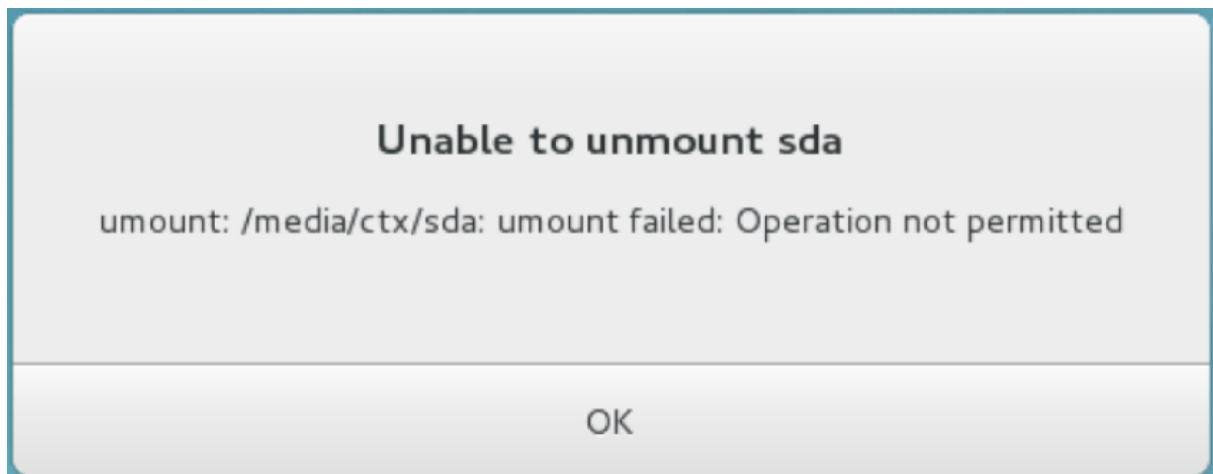 Unable to unmount sda
umount: /media/ctx/sda: umount failed: Operation not permitted
OK